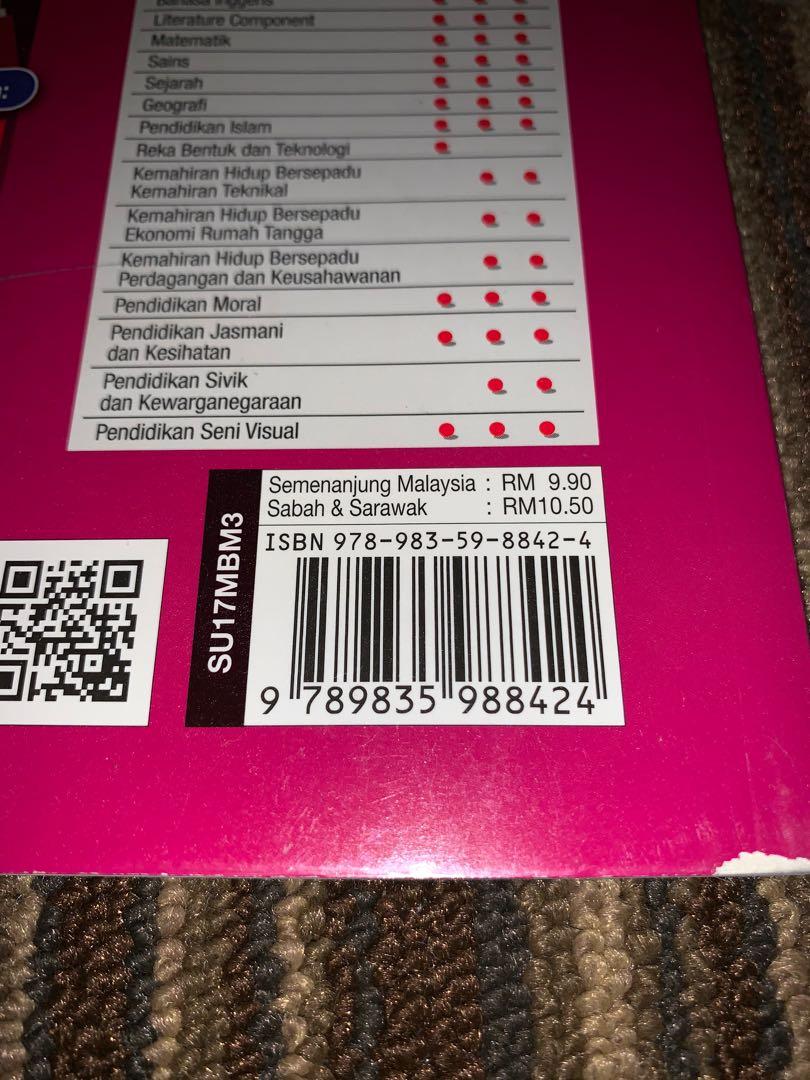 Bahasa Inggeris
Literature Component
Matematik
Sains
Sejarah
Geografi
Pendidikan Islam
Reka Bentuk dan Teknologi
Kemahiran Hidup Bersepadu
Kemahiran Teknikal
Kemahiran Hidup Bersepadu
Ekonomi Rumah Tangga
Kemahiran Hidup Bersepadu
Perdagangan dan Keusahawanan
Pendidikan Moral
Pendidikan Jasmani
dan Kesihatan
Pendidikan Sivik
dan Kewarganegaraan
Pendidikan Seni Visual
SU17MBM3
Semenanjung Malaysia : RM 9.90
Sabah & Sarawak : RM10.50
ISBN 978-983-59-8842-4
9 789835 988424